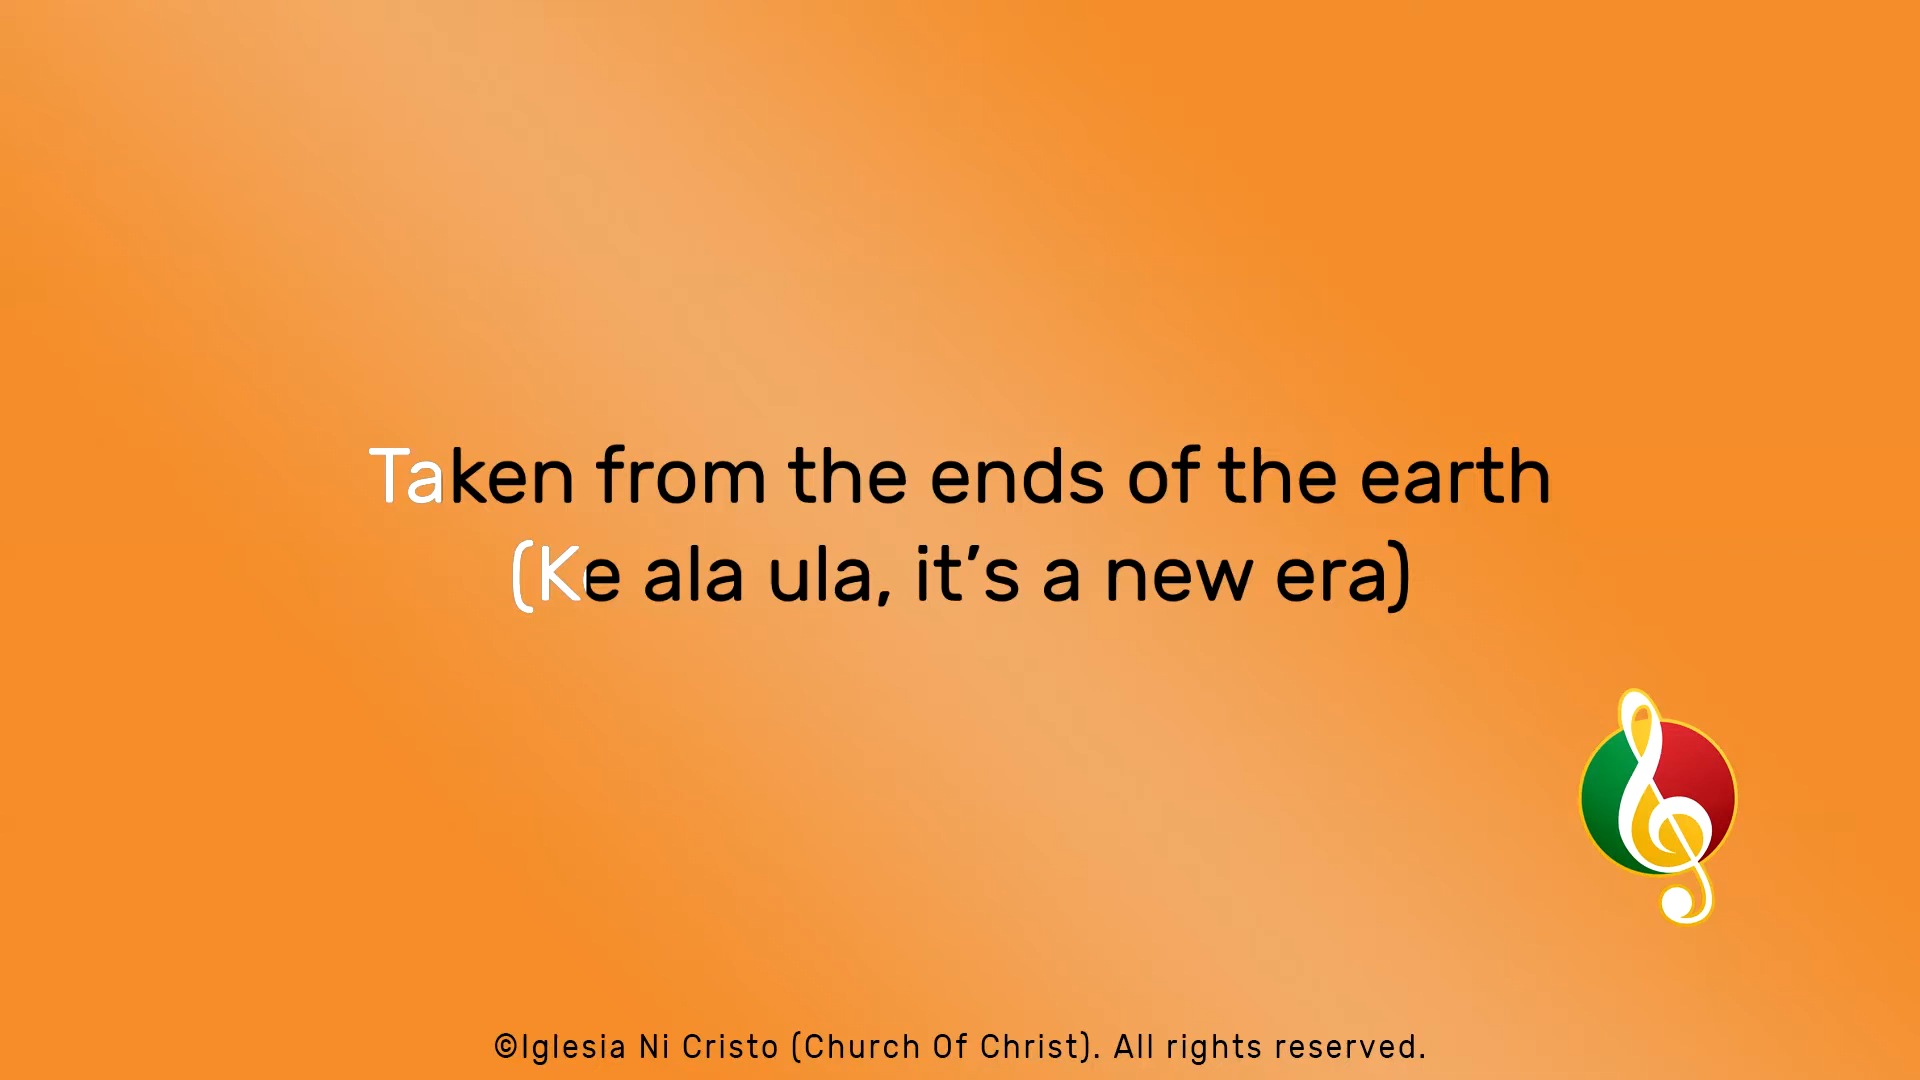 Taken from the ends of the earth
(Ke ala ula, it’s a new era)
©Iglesia Ni Cristo (Church Of Christ). All rights reserved.